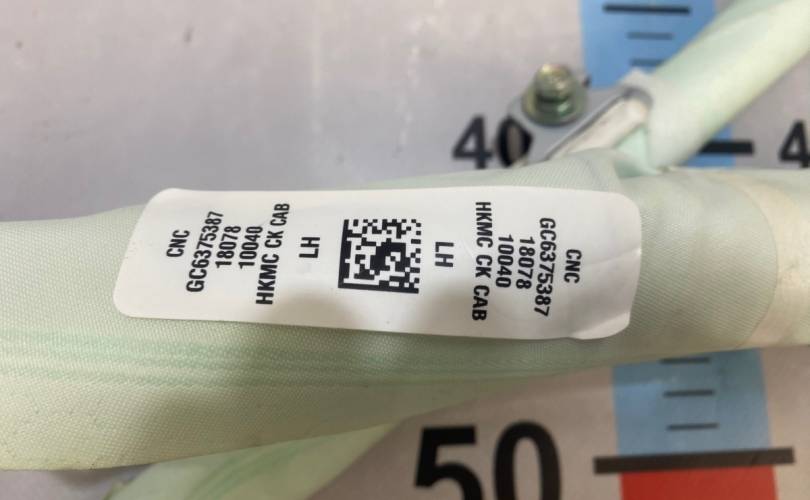 CNC
GC6375387
18078
10040
HKMC CK CAB
LH
LH
CNC
GC6375387
18078
10040
HKMC CK CAB
40
4
50